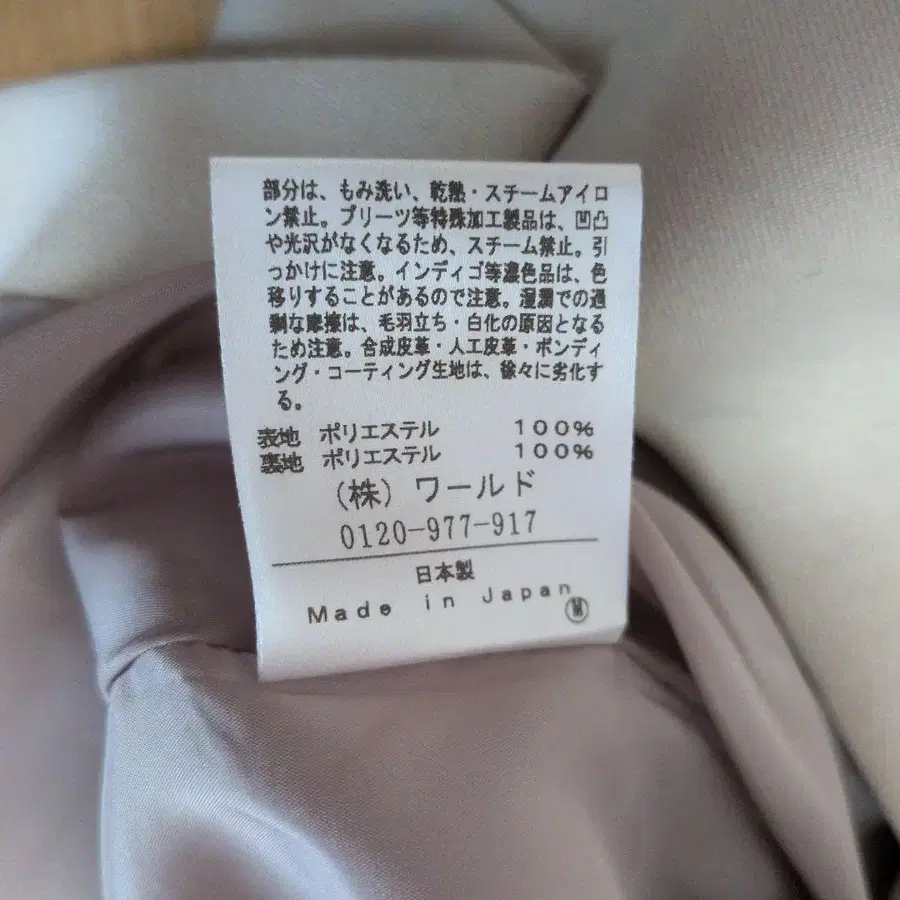 部分は、もみ洗い、乾熱・スチームアイロ
ン禁止。プリーツ等特殊加工製品は、凹凸
や光沢がなくなるため、スチーム禁止。引
っかけに注意。インディゴ等濃色品は、色
移りすることがあるので注意。湿潤での過
剰な摩擦は、毛羽立ち・白化の原因となる
ため注意。合成皮革・人工皮革・ボンディ
ング・コーティング生地は、徐々に劣化す
る。
表地 ポリエステル 100%
裏地 ポリエステル 100%
(株) ワールド
0120-977-917
日本製
Made in Japan
M